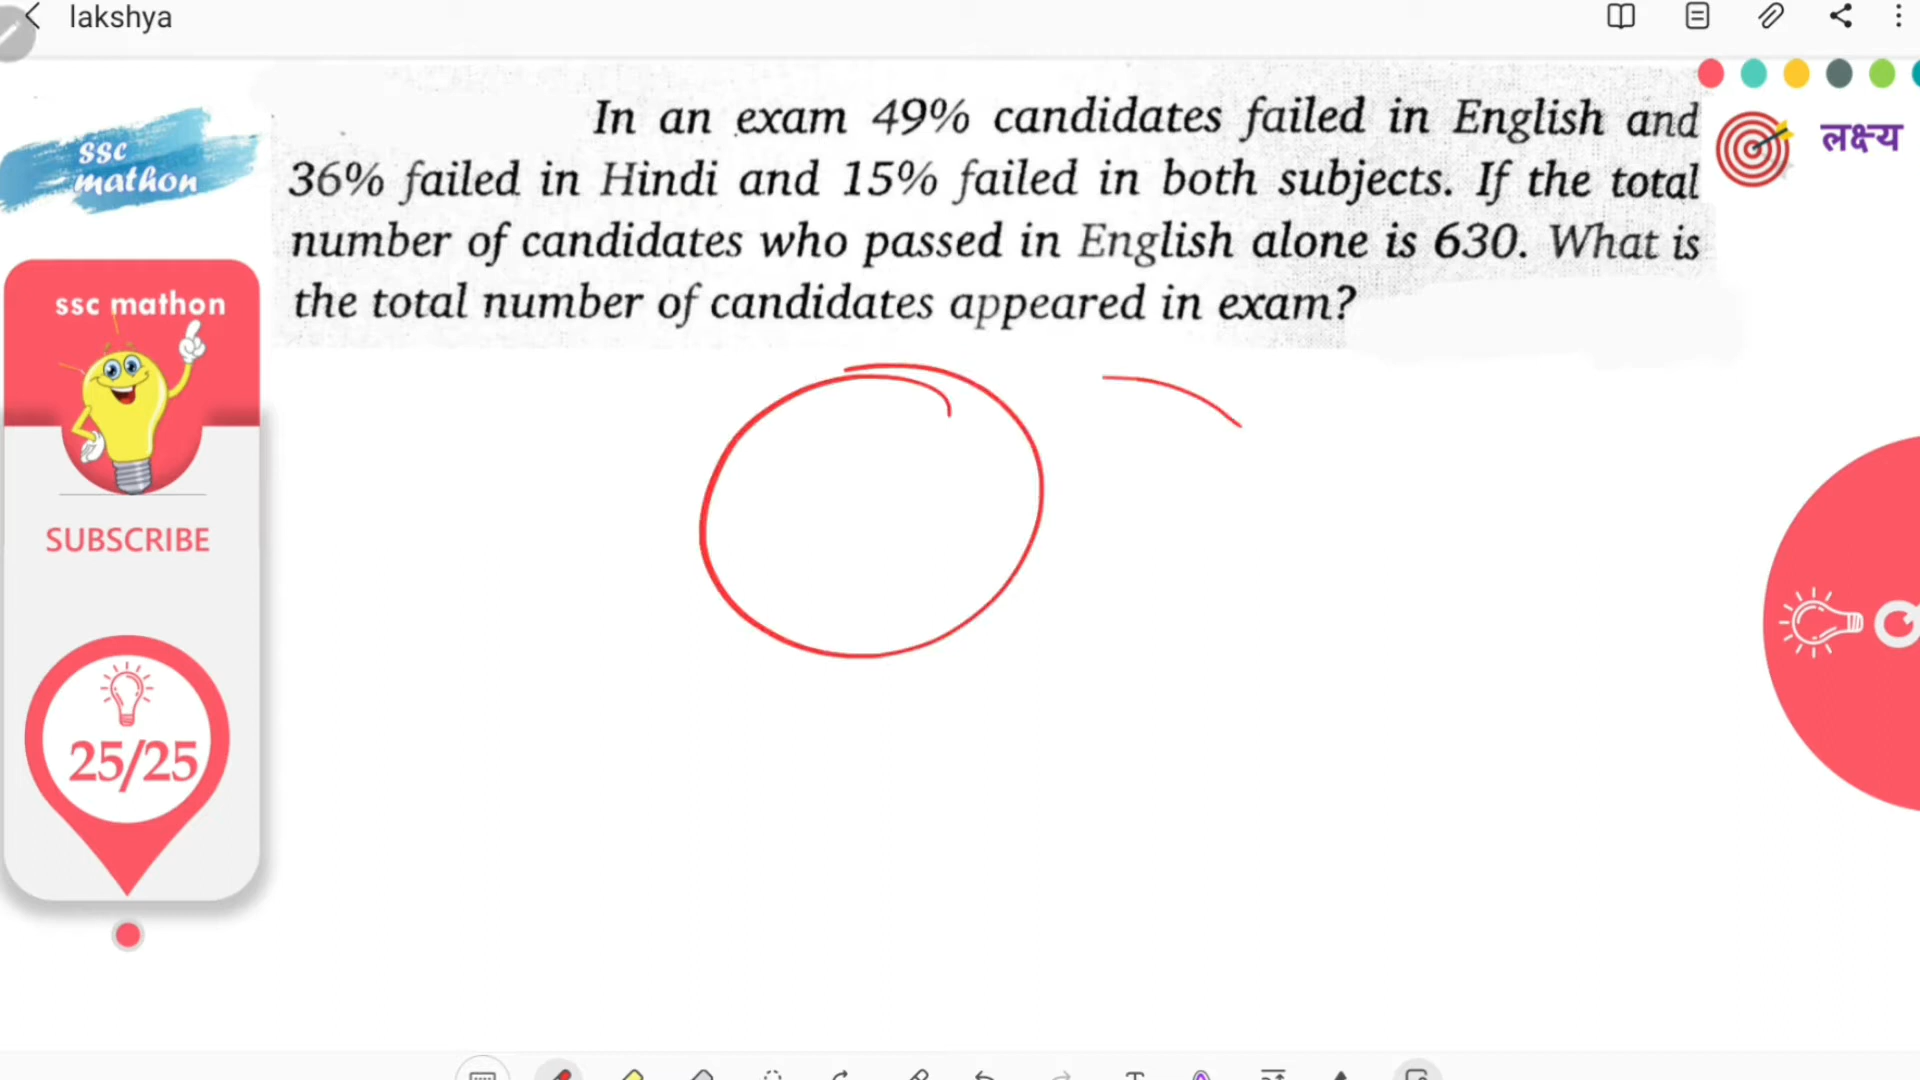 lakshya
ssc
mathon
In an exam 49% candidates failed in English and
36% failed in Hindi and 15% failed in both subjects. If the total
number of candidates who passed in English alone is 630. What is
the total number of candidates appeared in exam?
लक्ष्य
ssc mathon
SUBSCRIBE
25/25